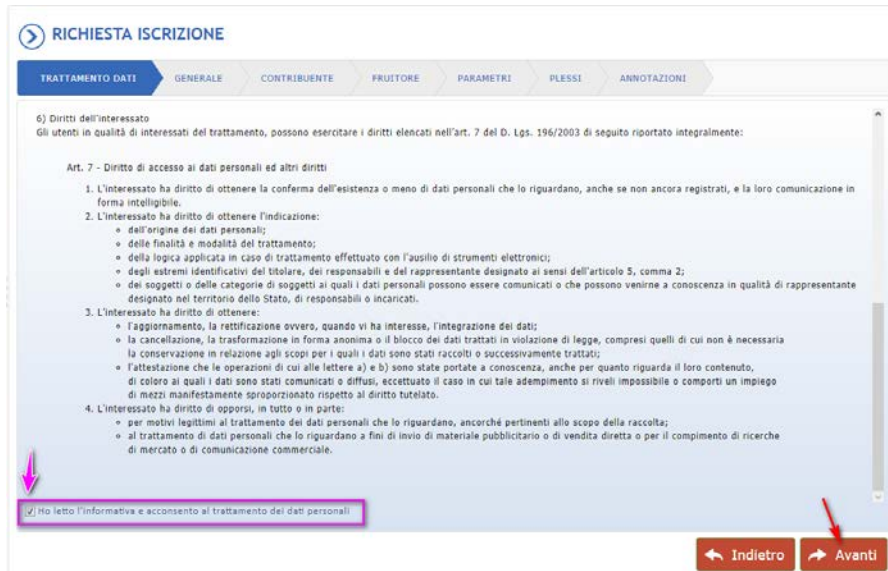 RICHIESTA ISCRIZIONE
TRATTAMENTO DATI GENERALE CONTRIBUENTE FRUITORE PARAMETRI PLESSI ANNOTAZIONI
6) Diritti dell'interessato
Gli utenti in qualità di interessati del trattamento, possono esercitare i diritti elencati nell'art. 7 del D. Lgs. 196/2003 di seguito riportato integralmente:
Art. 7 - Diritto di accesso ai dati personali ed altri diritti
1. L'interessato ha diritto di ottenere la conferma dell'esistenza o meno di dati personali che lo riguardano, anche se non ancora registrati, e la loro comunicazione in
forma intelligibile.
2. L'interessato ha diritto di ottenere l'indicazione:
dell'origine dei dati personali;
delle finalità e modalità del trattamento;
della logica applicata in caso di trattamento effettuato con l'ausilio di strumenti elettronici;
degli estremi identificativi del titolare, dei responsabili e del rappresentante designato ai sensi dell'articolo 5, comma 2;
dei soggetti o delle categorie di soggetti ai quali i dati personali possono essere comunicati o che possono venirne a conoscenza in qualità di rappresentante
designato nel territorio dello Stato, di responsabili o incaricati.
3. L'interessato ha diritto di ottenere:
l'aggiornamento, la rettificazione ovvero, quando vi ha interesse, l'integrazione dei dati;
la cancellazione, la trasformazione in forma anonima o il blocco dei dati trattati in violazione di legge, compresi quelli di cui non è necessaria
la conservazione in relazione agli scopi per i quali i dati sono stati raccolti o successivamente trattati;
l'attestazione che le operazioni di cui alle lettere a) e b) sono state portate a conoscenza, anche per quanto riguarda il loro contenuto,
di coloro ai quali i dati sono stati comunicati o diffusi, eccettuato il caso in cui tale adempimento si riveli impossibile o comporti un impiego
di mezzi manifestamente sproporzionato rispetto al diritto tutelato.
4. L'interessato ha diritto di opporsi, in tutto o in parte:
per motivi legittimi al trattamento dei dati personali che lo riguardano, ancorché pertinenti allo scopo della raccolta;
al trattamento di dati personali che lo riguardano a fini di invio di materiale pubblicitario o di vendita diretta o per il compimento di ricerche
di mercato o di comunicazione commerciale.
Ho letto l'informativa e acconsento al trattamento dei dati personali
Indietro Avanti